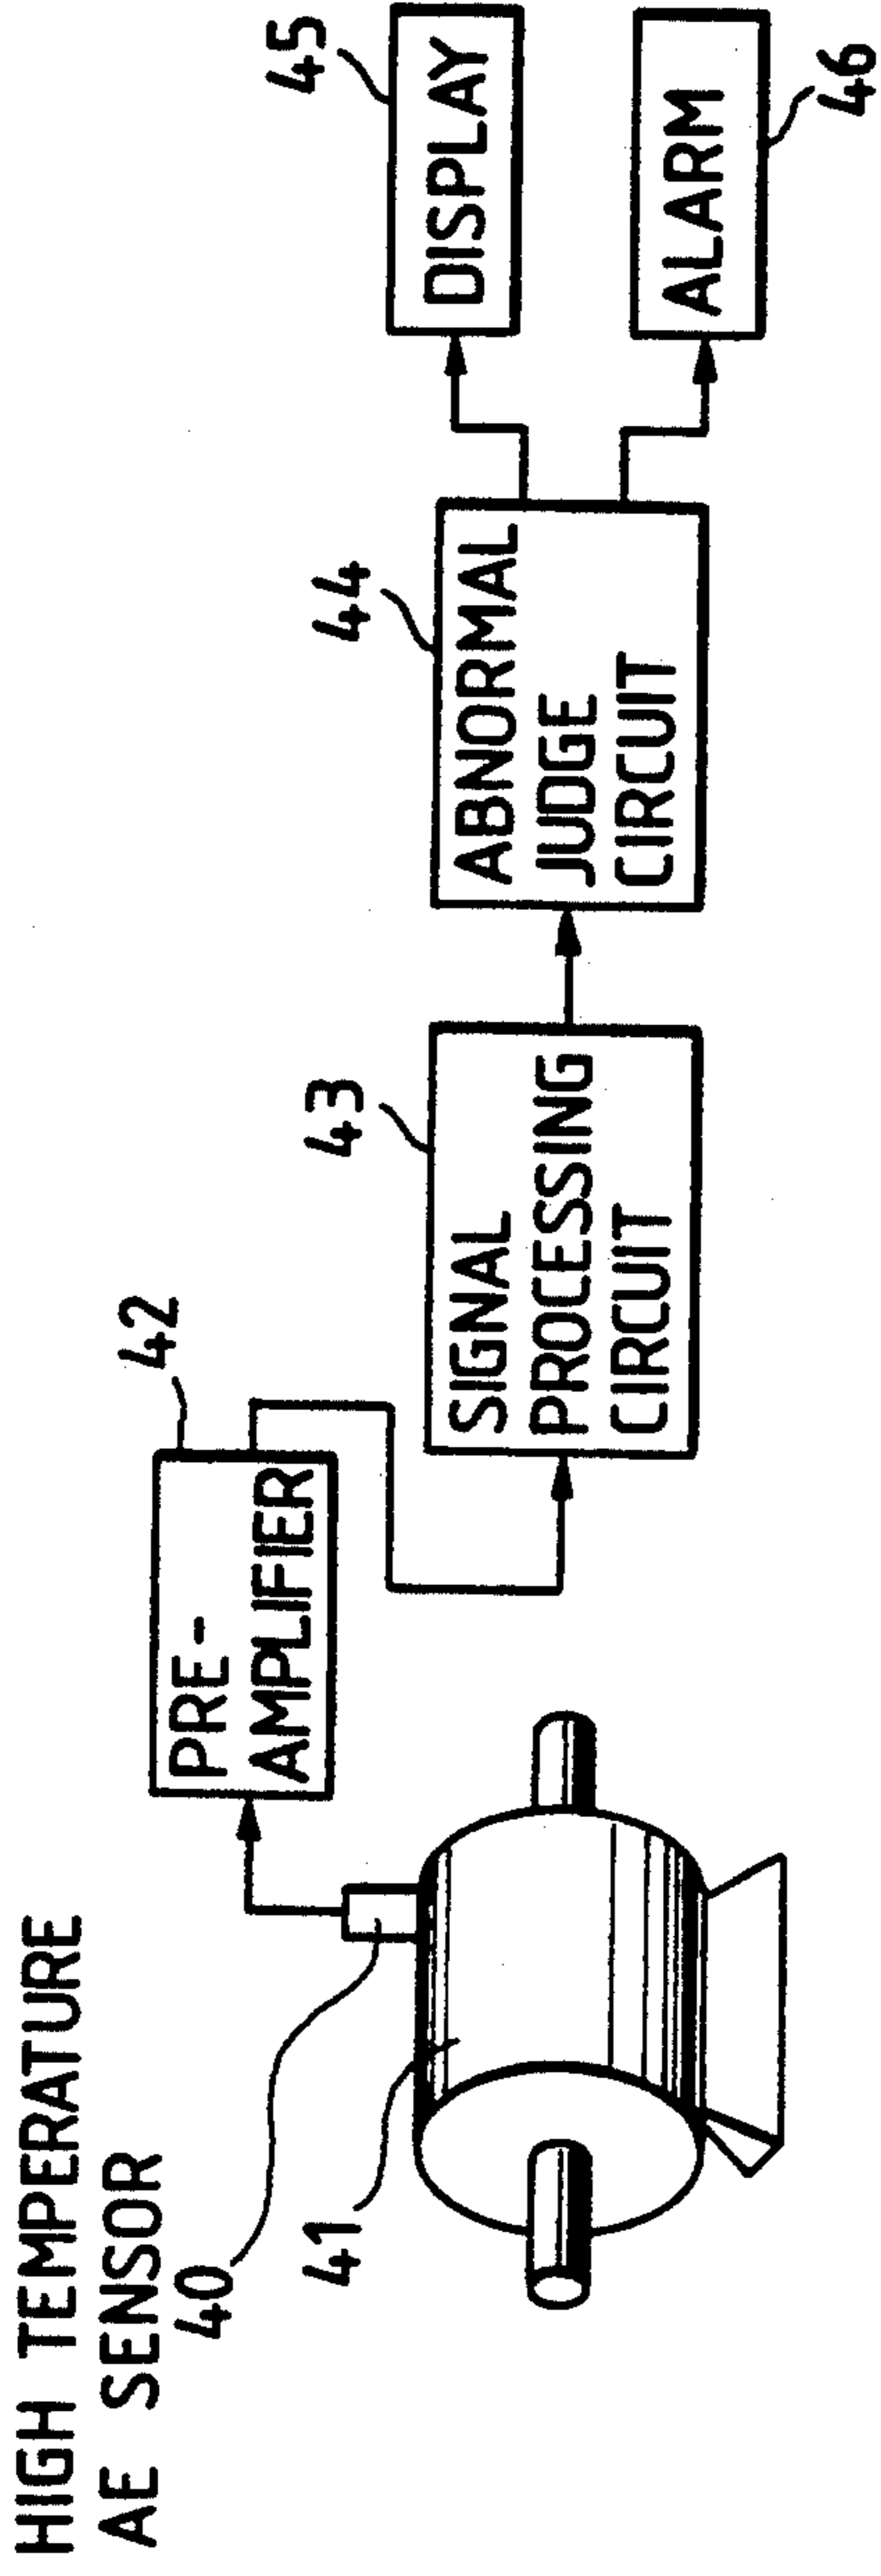 HIGH TEMPERATURE
AE SENSOR
40
41
42
PRE-
AMPLIFIER
43
SIGNAL
PROCESSING
CIRCUIT
44
ABNORMAL
JUDGE
CIRCUIT
45
DISPLAY
ALARM
46